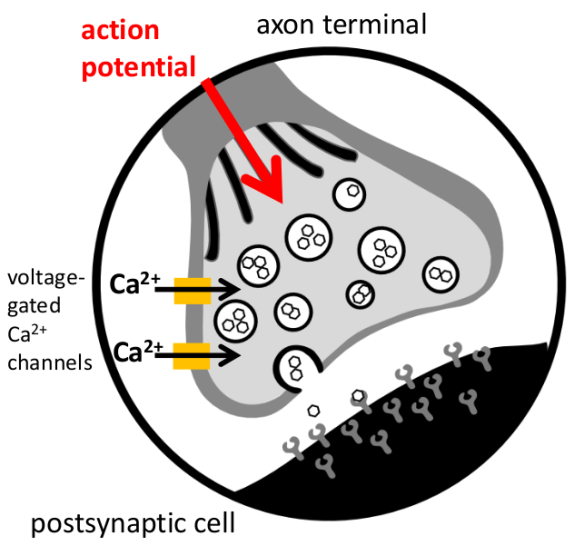 action
potential
axon terminal
voltage-
gated
Ca²⁺
channels
Ca²⁺
Ca²⁺
postsynaptic cell